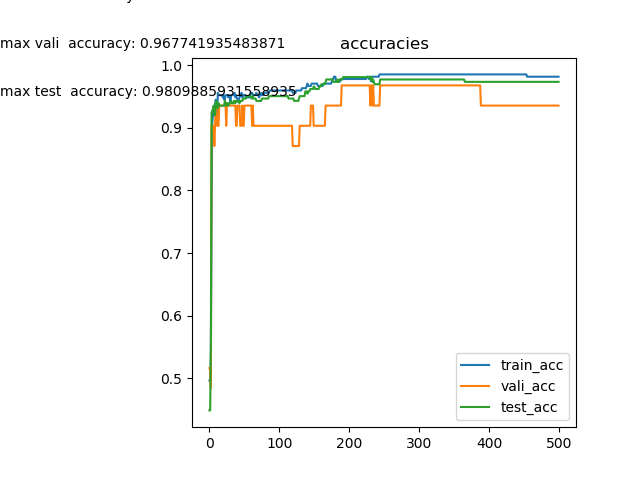 max vali  accuracy: 0.967741935483871
accuracies
max test  accuracy: 0.9809885931558935
1.0
0.9
0.8
0.7
0.6
0.5
train_acc
vali_acc
test_acc
0 100 200 300 400 500